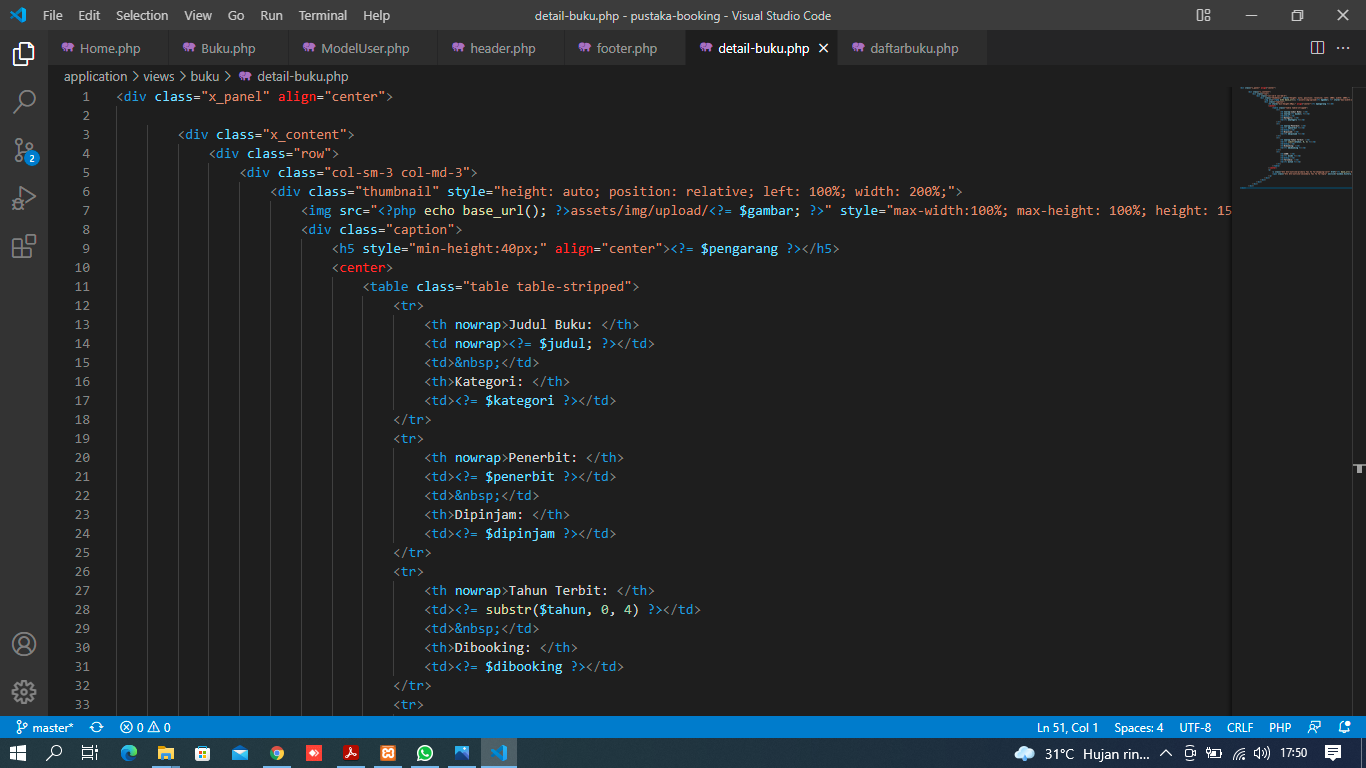 File Edit Selection View Go Run Terminal Help detail-buku.php - pustaka-booking - Visual Studio Code
Home.php Buku.php ModelUser.php header.php footer.php detail-buku.php daftarbuku.php
application > views > buku > detail-buku.php
1 <div class="x_panel" align="center">
2
3 <div class="x_content">
4 <div class="row">
5 <div class="col-sm-3 col-md-3">
6 <div class="thumbnail" style="height: auto; position: relative; left: 100%; width: 200%;">
7 <img src="<?php echo base_url(); ?>assets/img/upload/<?= $gambar; ?>" style="max-width:100%; max-height: 100%; height: 15
8 <div class="caption">
9 <h5 style="min-height:40px;" align="center"><?= $pengarang ?></h5>
10 <center>
11 <table class="table table-stripped">
12 <tr>
13 <th nowrap>Judul Buku: </th>
14 <td nowrap><?= $judul; ?></td>
15 <td>&nbsp;</td>
16 <th>Kategori: </th>
17 <td><?= $kategori ?></td>
18 </tr>
19 <tr>
20 <th nowrap>Penerbit: </th>
21 <td><?= $penerbit ?></td>
22 <td>&nbsp;</td>
23 <th>Dipinjam: </th>
24 <td><?= $dipinjam ?></td>
25 </tr>
26 <tr>
27 <th nowrap>Tahun Terbit: </th>
28 <td><?= substr($tahun, 0, 4) ?></td>
29 <td>&nbsp;</td>
30 <th>Dibooking: </th>
31 <td><?= $dibooking ?></td>
32 </tr>
33 <tr>
2
master* 0 0 Ln 51, Col 1 Spaces: 4 UTF-8 CRLF PHP
31°C Hujan rin... 17:50